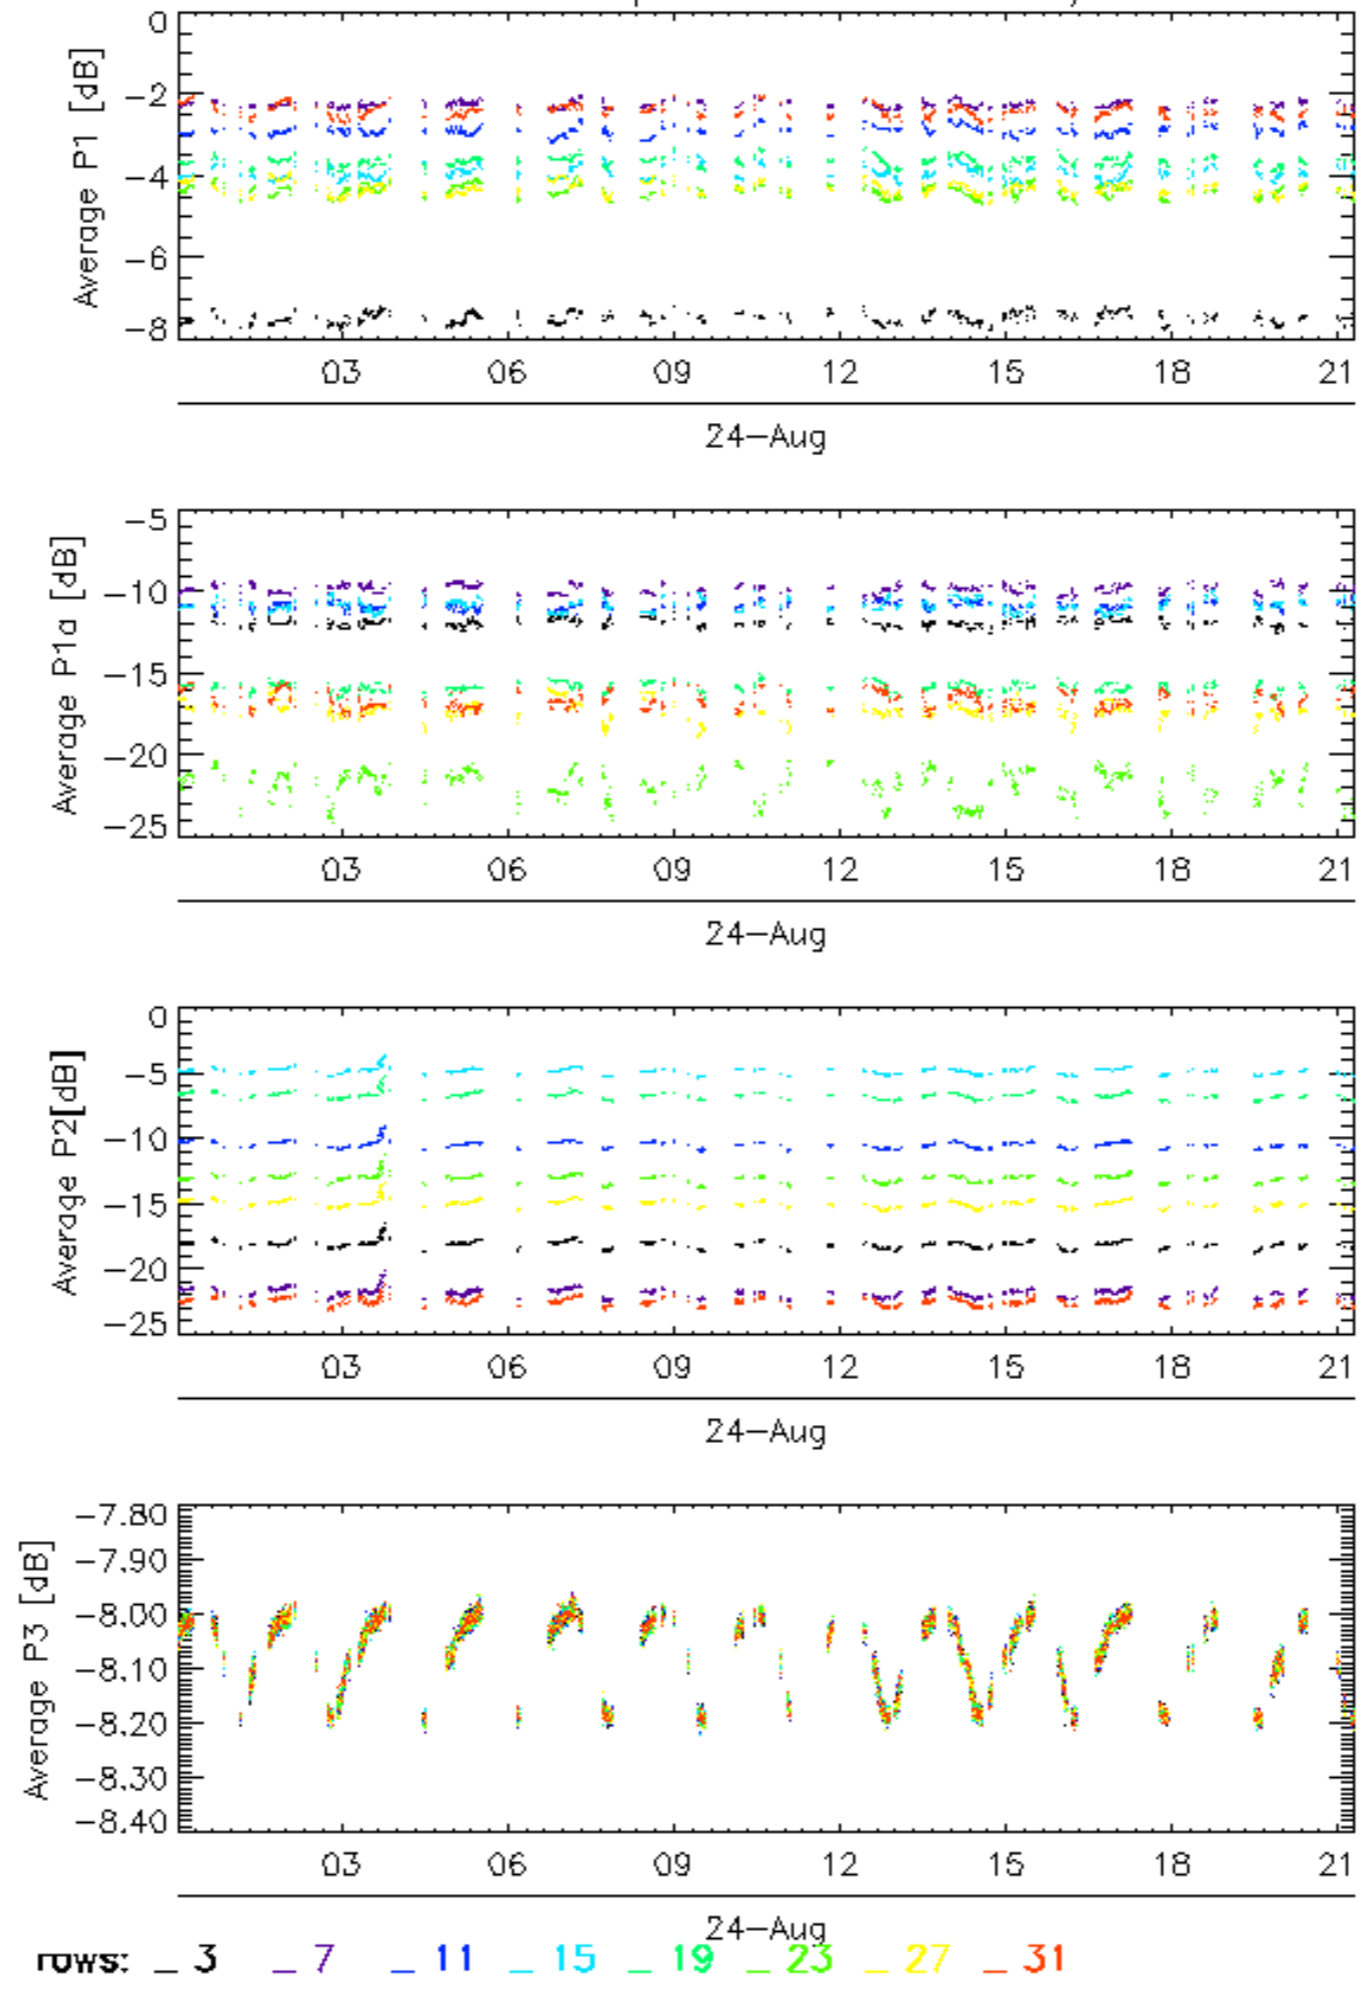 Average P1 [dB]
0
−2
−4
−6
−8
03 06 09 12 15 18 21
24−Aug
Average P1a [dB]
−5
−10
−15
−20
−25
03 06 09 12 15 18 21
24−Aug
Average P2[dB]
0
−5
−10
−15
−20
−25
03 06 09 12 15 18 21
24−Aug
Average P3 [dB]
−7.80
−7.90
−8.00
−8.10
−8.20
−8.30
−8.40
03 06 09 12 15 18 21
24−Aug
rows: _ 3 _ 7 _ 11 _ 15 _ 19 _ 23 _ 27 _ 31